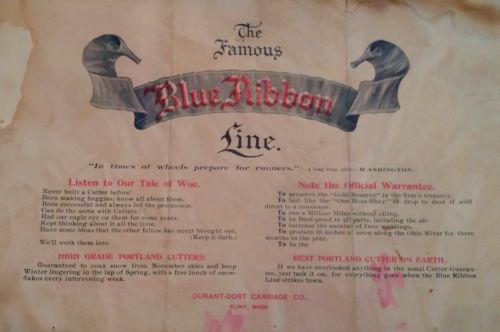 The
Famous
Blue Ribbon
Line.
"In times of wheels prepare for runners."—A long ways after WASHINGTON.
Listen to Our Tale of Woe.
Never built a Cutter before!
Been making buggies; know all about them.
Been successful and always led the procession.
Can do the same with Cutters ! !
Had our eagle eye on them for some years.
Kept thinking about it all the time.
Have some ideas that the other fellow has never brought out.
(Keep it dark.)
We'll work them into
HIGH GRADE PORTLAND CUTTERS.
Guaranteed to coax snow from November skies and keep
Winter lingering in the lap of Spring, with a free lunch of snow-
flakes every intervening week.
Note the Official Warrantee.
To preserve the "Gold Reserve" in the firm's treasury.
To last like the "One Hoss Shay" or drop to dust if sold
direct to a consumer.
To run a Million Miles without oiling.
To be Dust-proof in all parts, including the air.
To increase the number of June weddings.
To produce 10 inches of snow along the Ohio River for three
months in the year.
To be the
BEST PORTLAND CUTTER ON EARTH.
If we have overlooked anything in the usual Cutter Guaran-
tee, just tack it on, for everything goes when the Blue Ribbon
Line strikes town.
DURANT-DORT CARRIAGE CO.,
FLINT, MICH.